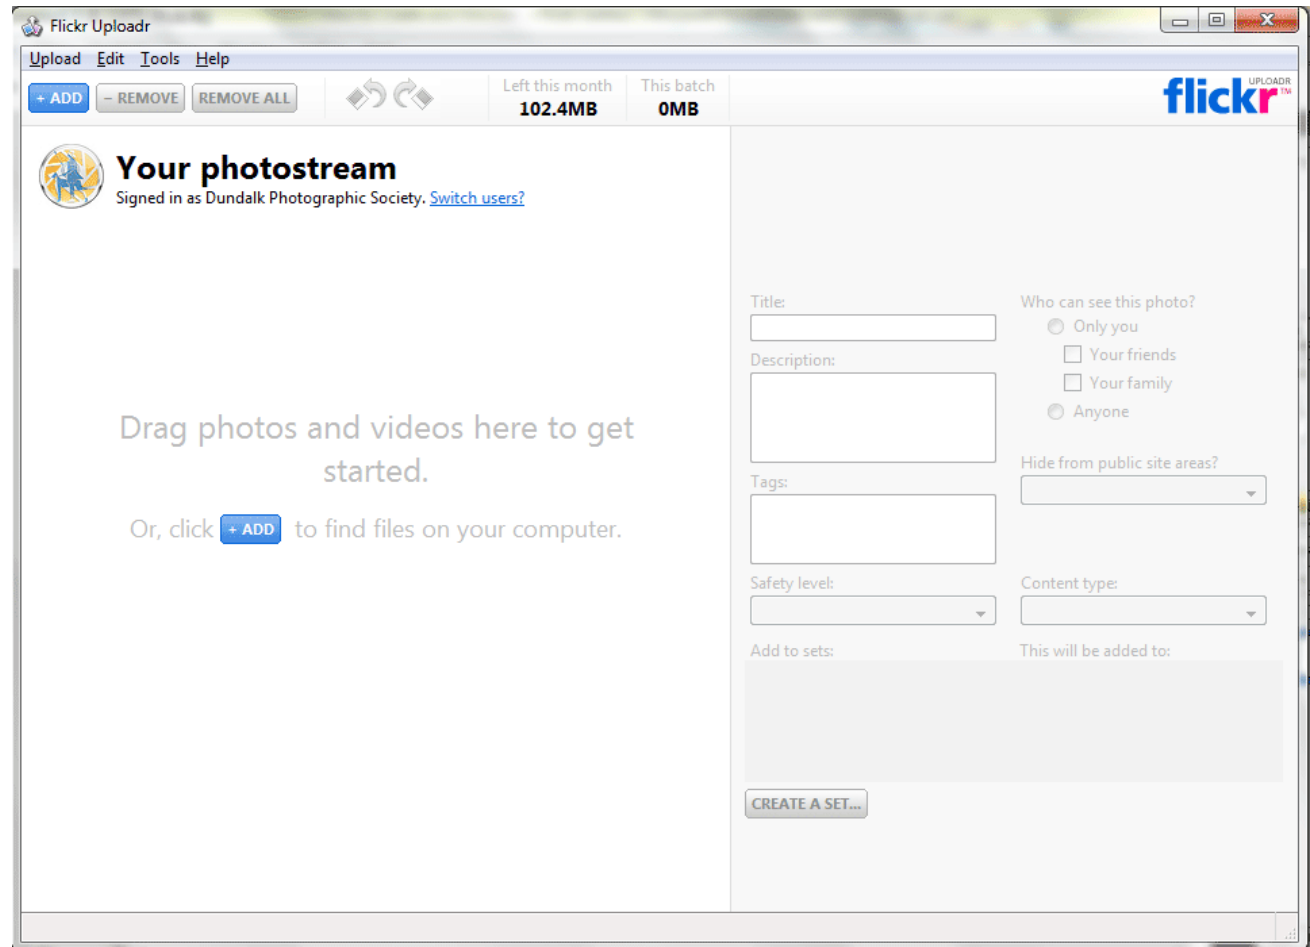 Flickr Uploadr
Upload Edit Tools Help
+ ADD - REMOVE REMOVE ALL
Left this month
102.4MB
This batch
0MB
flickr UPLOADR TM
Your photostream
Signed in as Dundalk Photographic Society. Switch users?
Drag photos and videos here to get
started.
Or, click + ADD to find files on your computer.
Title:
Description:
Tags:
Safety level:
Add to sets:
CREATE A SET...
Who can see this photo?
Only you
Your friends
Your family
Anyone
Hide from public site areas?
Content type:
This will be added to: